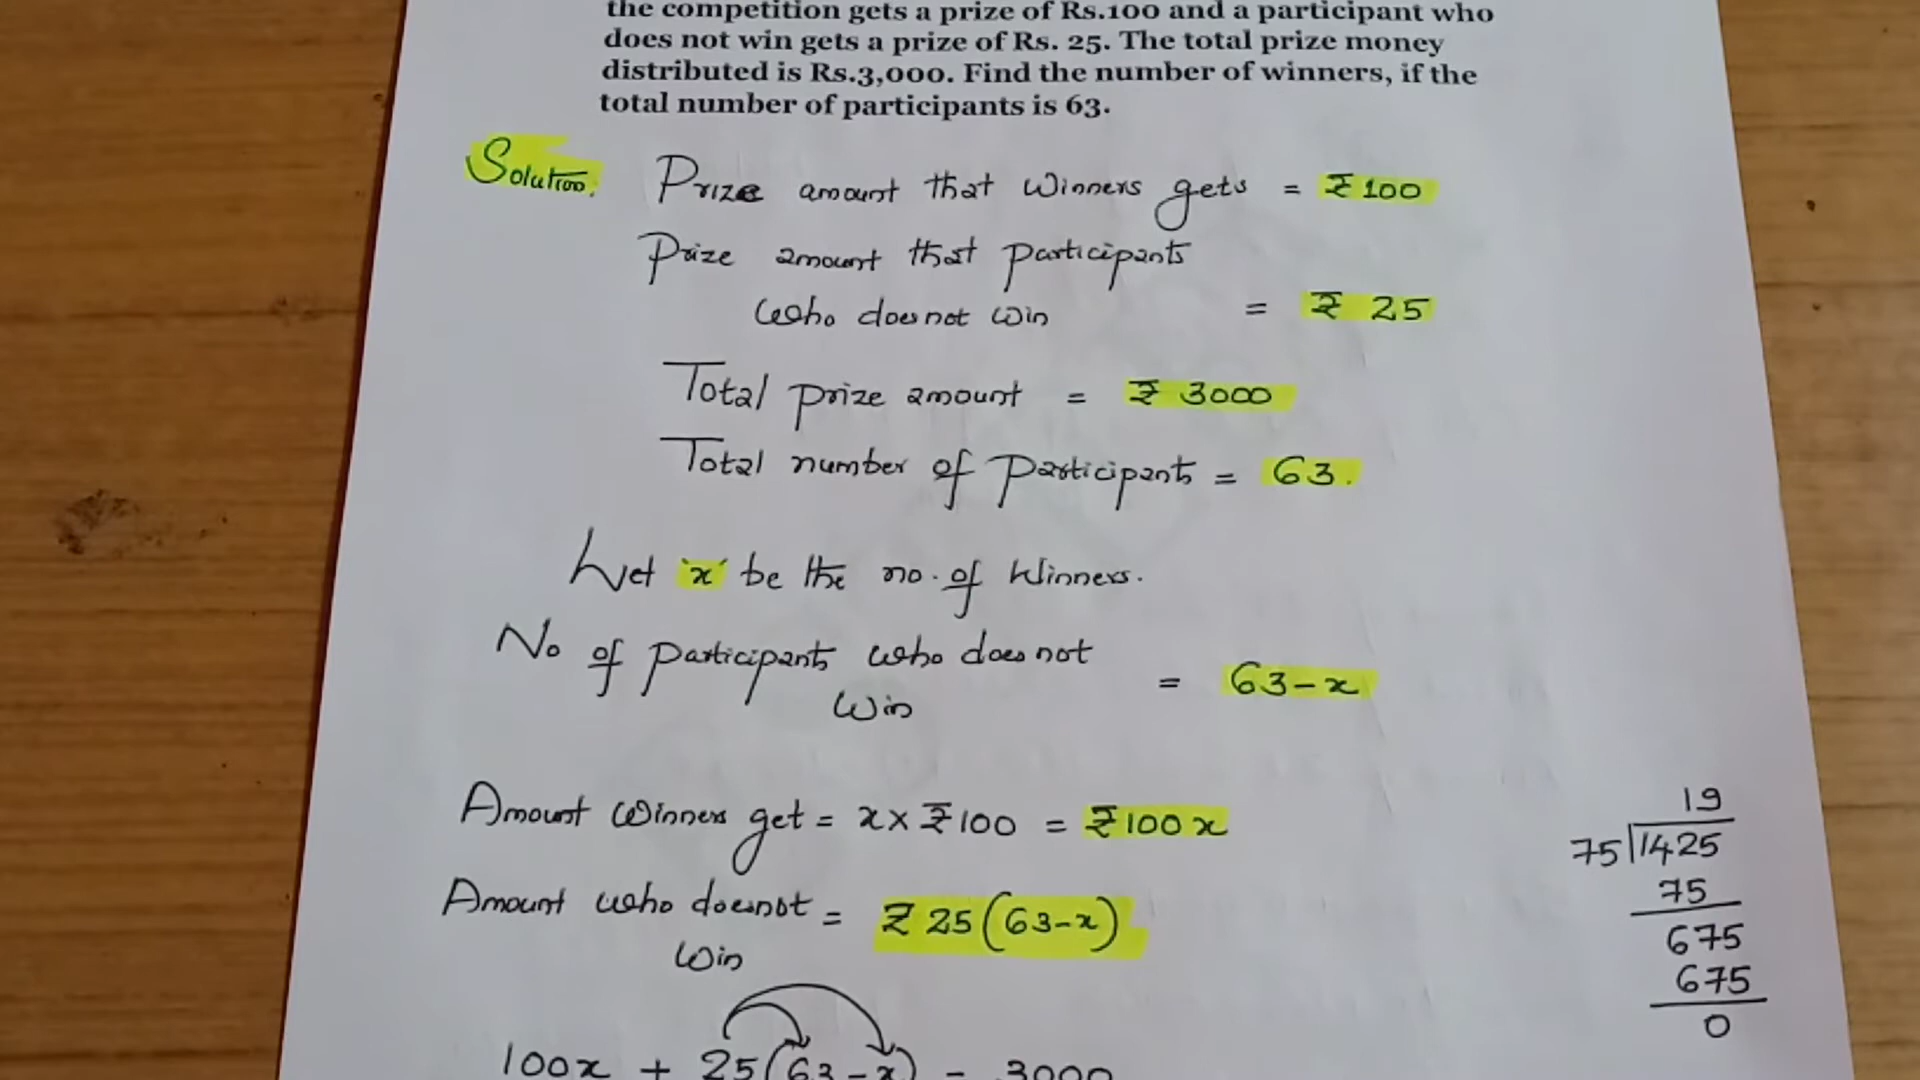 the competition gets a prize of Rs.100 and a participant who
does not win gets a prize of Rs. 25. The total prize money
distributed is Rs.3,000. Find the number of winners, if the
total number of participants is 63.
Solution. Prize amount that winners gets = ₹100
Prize amount that participants
who does not win = ₹ 25
Total prize amount = ₹ 3000
Total number of Participants = 63.
Let 'x' be the no. of Winners.
No of participants who does not
win = 63-x
Amount winners get = x × ₹100 = ₹100x
Amount who doesnot
win = ₹25(63-x)
100x + 25(63-x) = 3000
19
75)1425
75
675
675
0